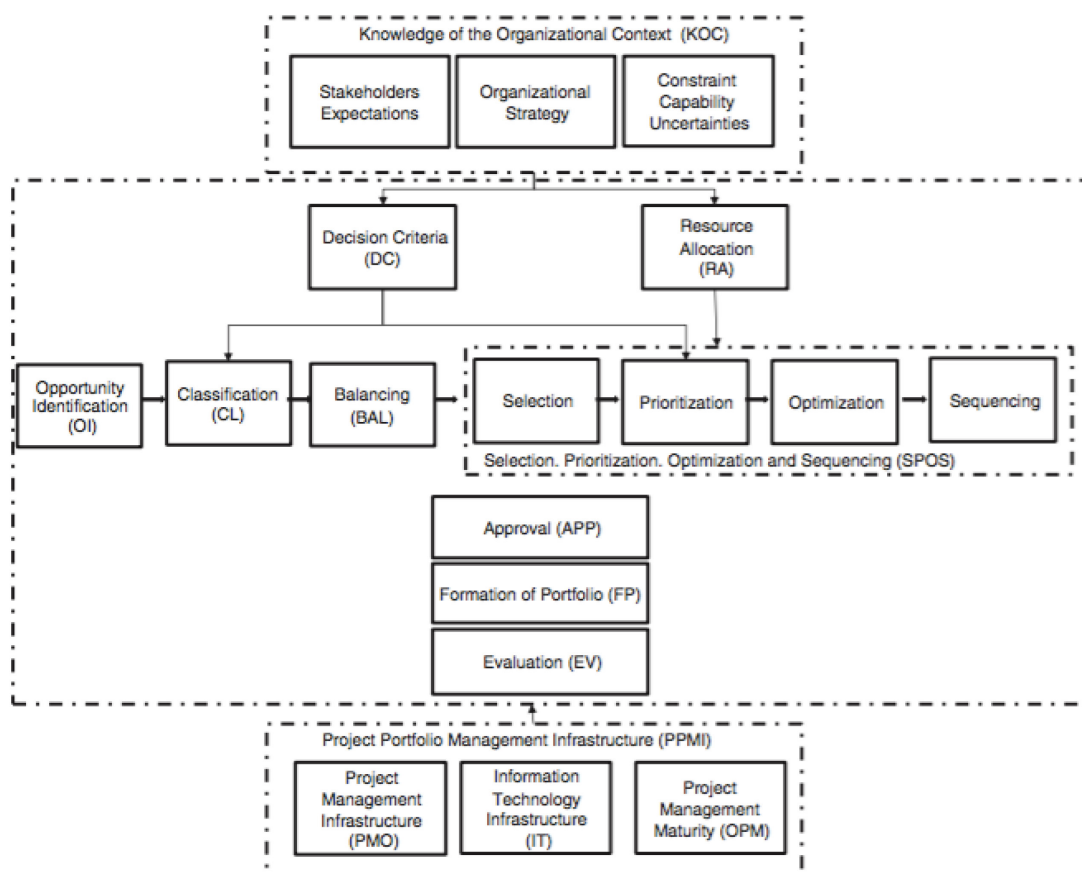 Knowledge of the Organizational Context (KOC)
Stakeholders
Expectations
Organizational
Strategy
Constraint
Capability
Uncertainties
Decision Criteria
(DC)
Resource
Allocation
(RA)
Opportunity
Identification
(OI)
Classification
(CL)
Balancing
(BAL)
Selection
Prioritization
Optimization
Sequencing
Selection. Prioritization. Optimization and Sequencing (SPOS)
Approval (APP)
Formation of Portfolio (FP)
Evaluation (EV)
Project Portfolio Management Infrastructure (PPMI)
Project
Management
Infrastructure
(PMO)
Information
Technology
Infrastructure
(IT)
Project
Management
Maturity (OPM)